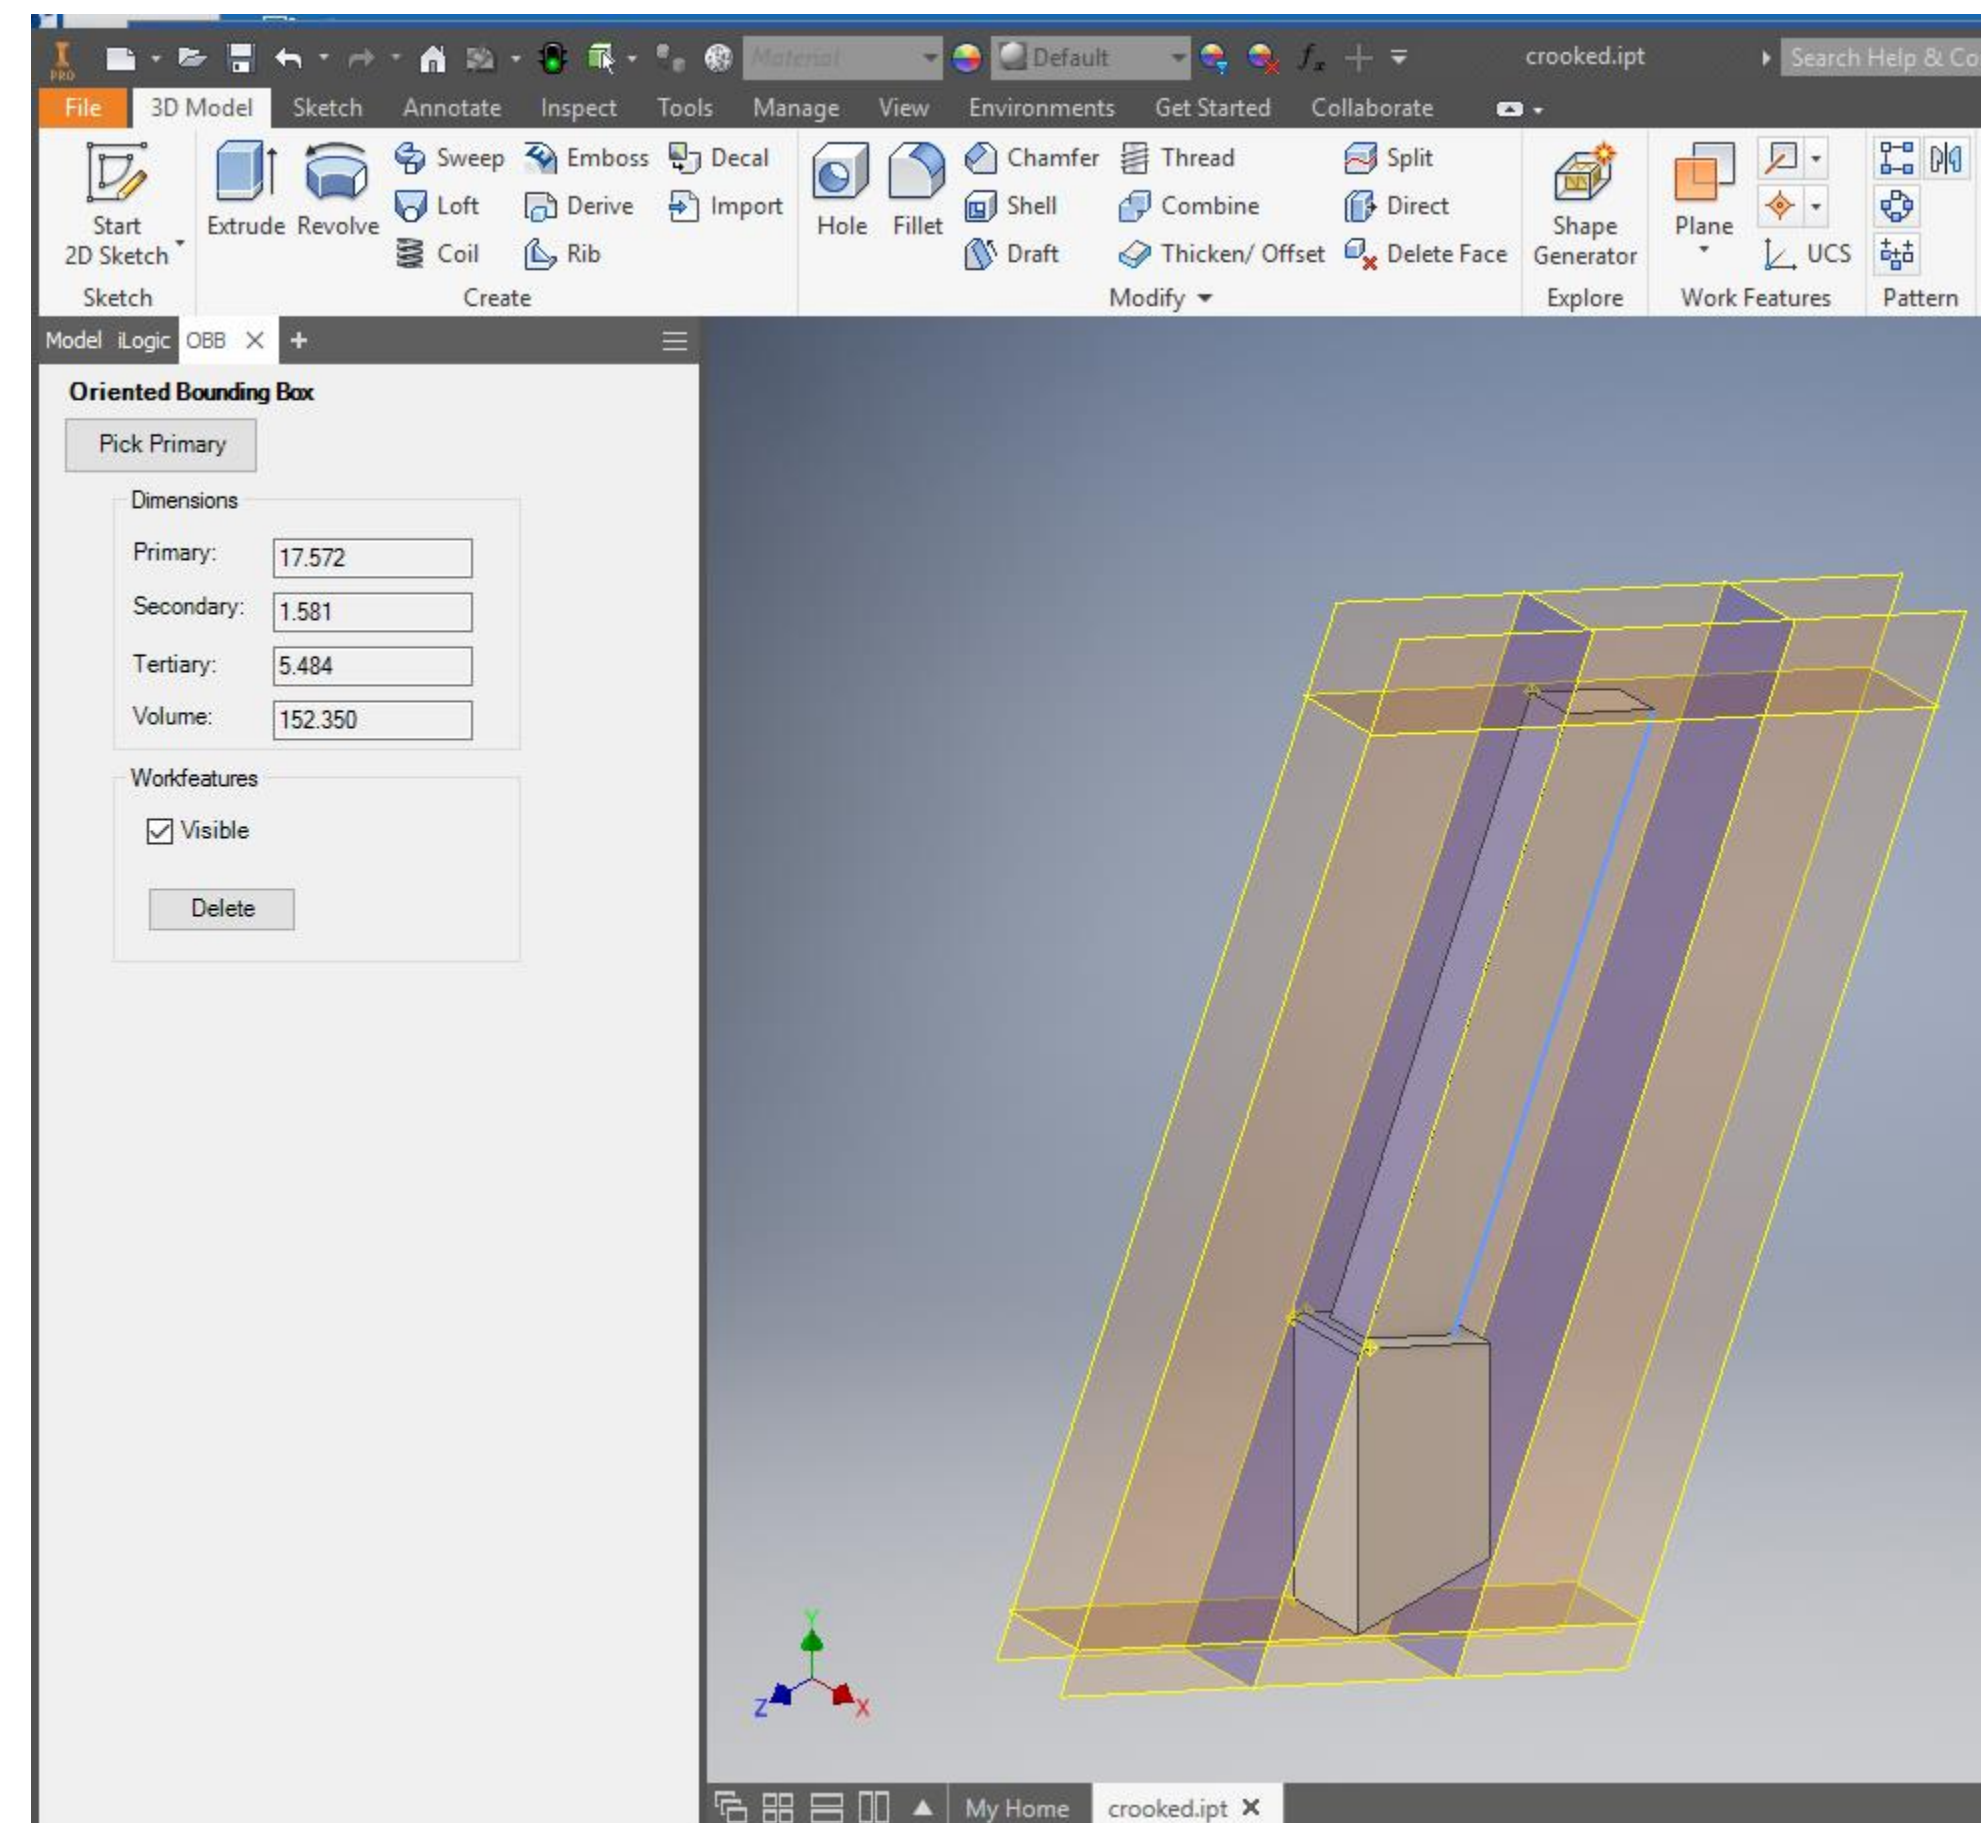 PRO
Material
Default
fx
crooked.ipt
Search Help & Co
File 3D Model Sketch Annotate Inspect Tools Manage View Environments Get Started Collaborate
Start
2D Sketch
Extrude Revolve
Sweep Emboss Decal
Loft Derive Import
Coil Rib
Hole Fillet
Chamfer Thread Split
Shell Combine Direct
Draft Thicken/ Offset Delete Face
Shape
Generator
Plane
UCS
Sketch Create Modify Explore Work Features Pattern
Model iLogic OBB
Oriented Bounding Box
Pick Primary
Dimensions
Primary: 17.572
Secondary: 1.581
Tertiary: 5.484
Volume: 152.350
Workfeatures
Visible
Delete
Y
Z
X
My Home crooked.ipt